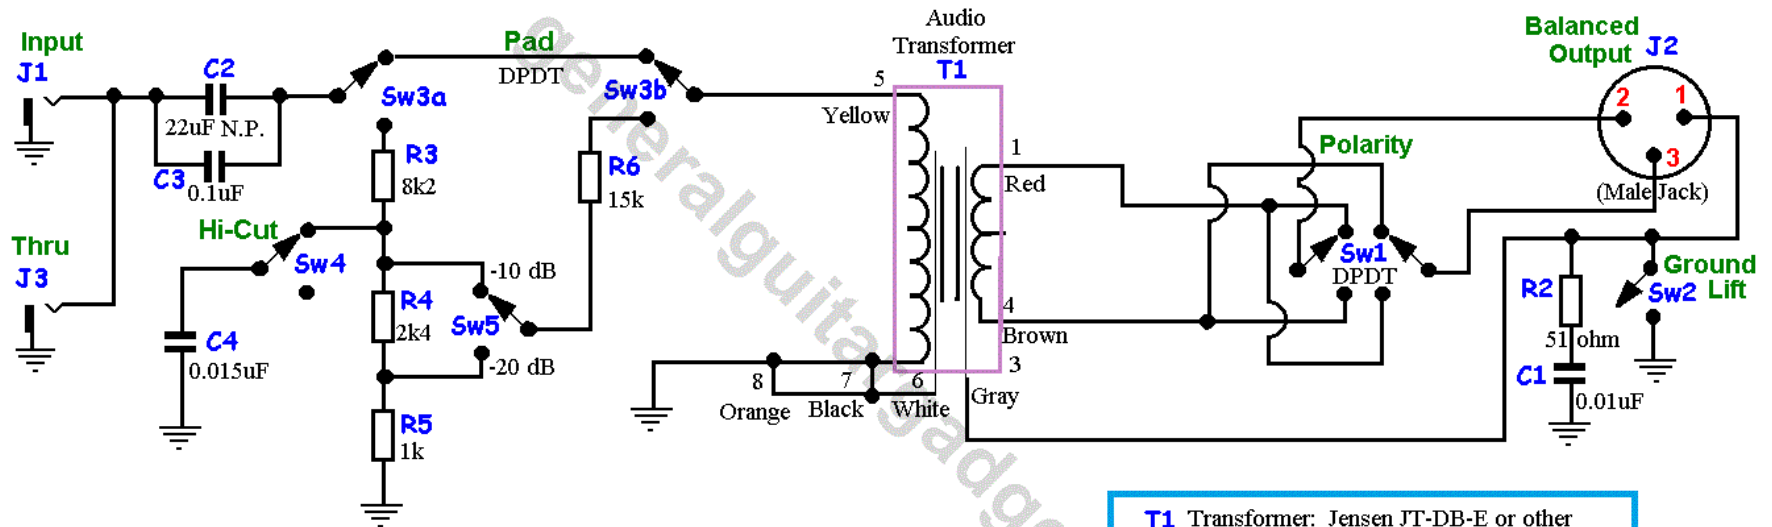 Input
J1
C2
22uF N.P.
C3
0.1uF
Thru
J3
Hi-Cut
Sw4
C4
0.015uF
Pad
DPDT
Sw3a
Sw3b
R3
8k2
R4
2k4
R5
1k
-10 dB
Sw5
-20 dB
R6
15k
Audio
Transformer
T1
5
Yellow
1
Red
4
Brown
3
Gray
8
7
6
Orange
Black
White
Polarity
Sw1
DPDT
Balanced
Output
J2
2
1
3
(Male Jack)
Ground
Lift
Sw2
R2
51 ohm
C1
0.01uF
T1 Transformer: Jensen JT-DB-E or other
generalguitargadge